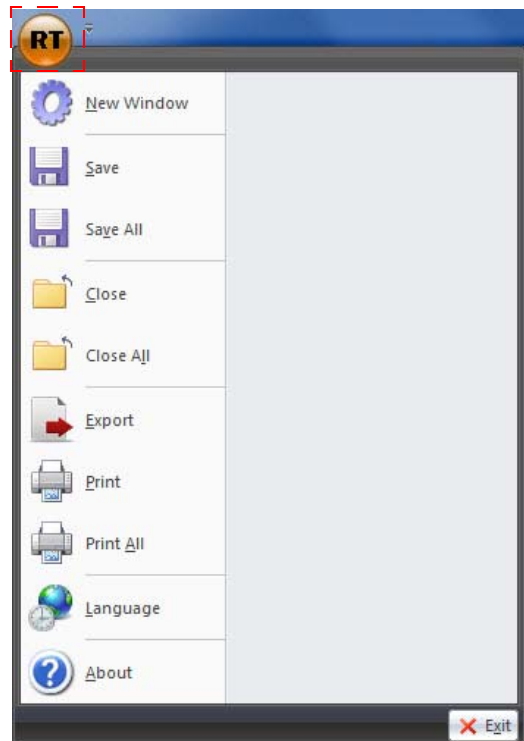 RT
New Window
Save
Save All
Close
Close All
Export
Print
Print All
Language
About
Exit